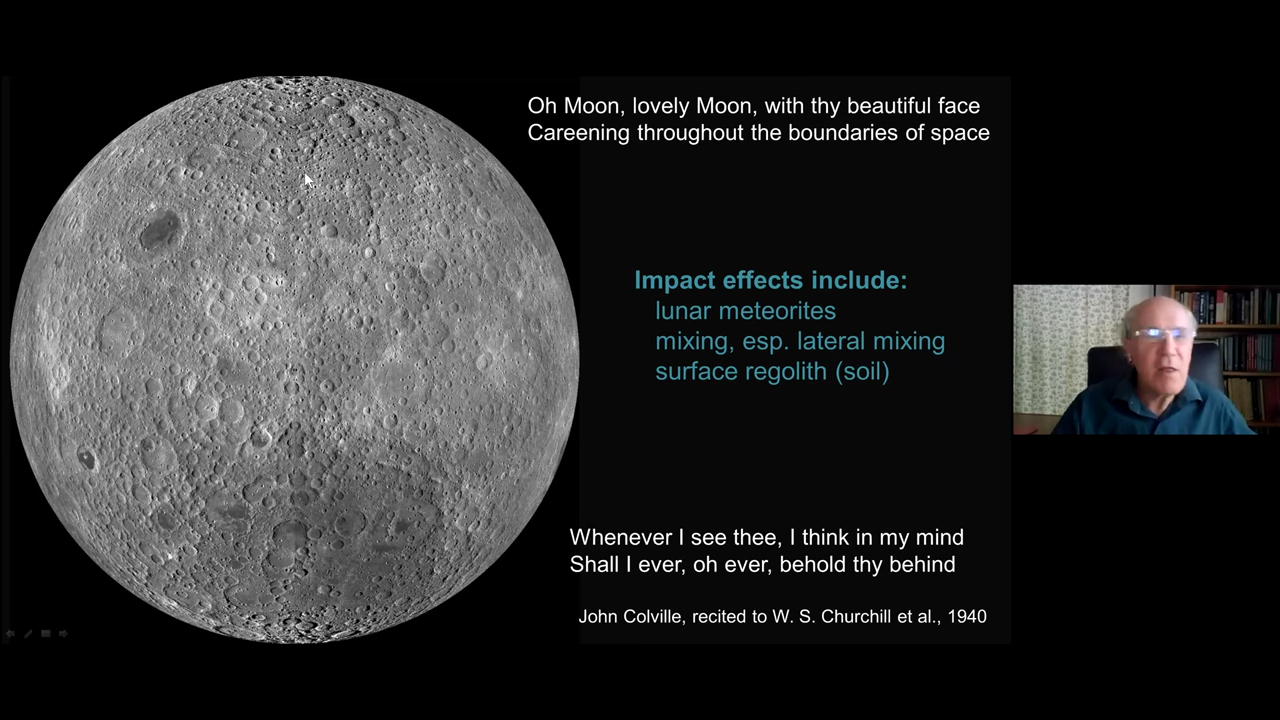 Oh Moon, lovely Moon, with thy beautiful face
Careening throughout the boundaries of space
Impact effects include:
lunar meteorites
mixing, esp. lateral mixing
surface regolith (soil)
Whenever I see thee, I think in my mind
Shall I ever, oh ever, behold thy behind
John Colville, recited to W. S. Churchill et al., 1940